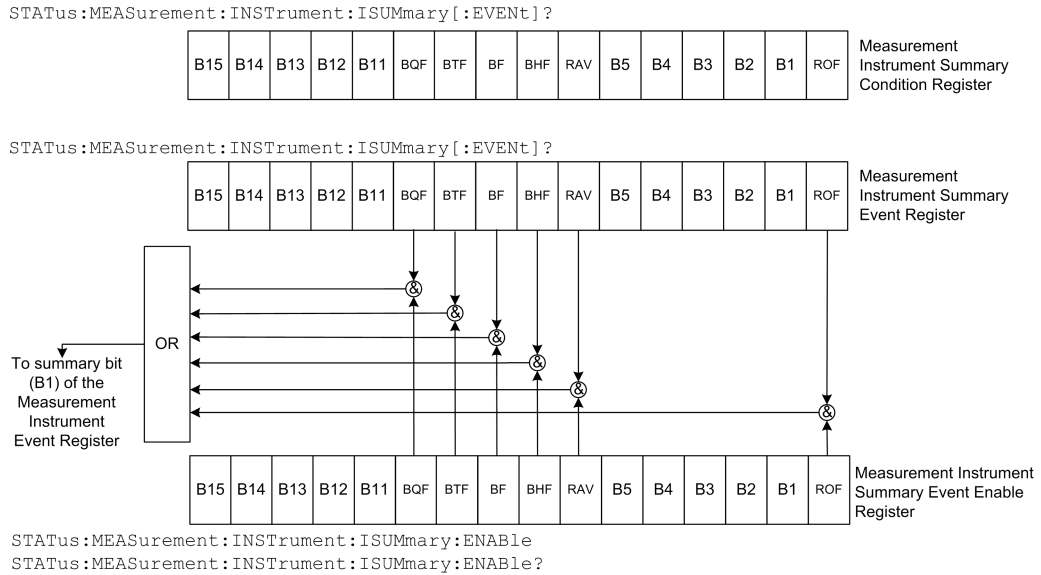 STATus:MEASurement:INSTrument:ISUMmary[:EVENt]?
B15 B14 B13 B12 B11 BQF BTF BF BHF RAV B5 B4 B3 B2 B1 ROF
Measurement
Instrument Summary
Condition Register
STATus:MEASurement:INSTrument:ISUMmary[:EVENt]?
B15 B14 B13 B12 B11 BQF BTF BF BHF RAV B5 B4 B3 B2 B1 ROF
Measurement
Instrument Summary
Event Register
&
&
&
&
&
&
OR
To summary bit
(B1) of the
Measurement
Instrument
Event Register
B15 B14 B13 B12 B11 BQF BTF BF BHF RAV B5 B4 B3 B2 B1 ROF
Measurement Instrument
Summary Event Enable
Register
STATus:MEASurement:INSTrument:ISUMmary:ENABle
STATus:MEASurement:INSTrument:ISUMmary:ENABle?